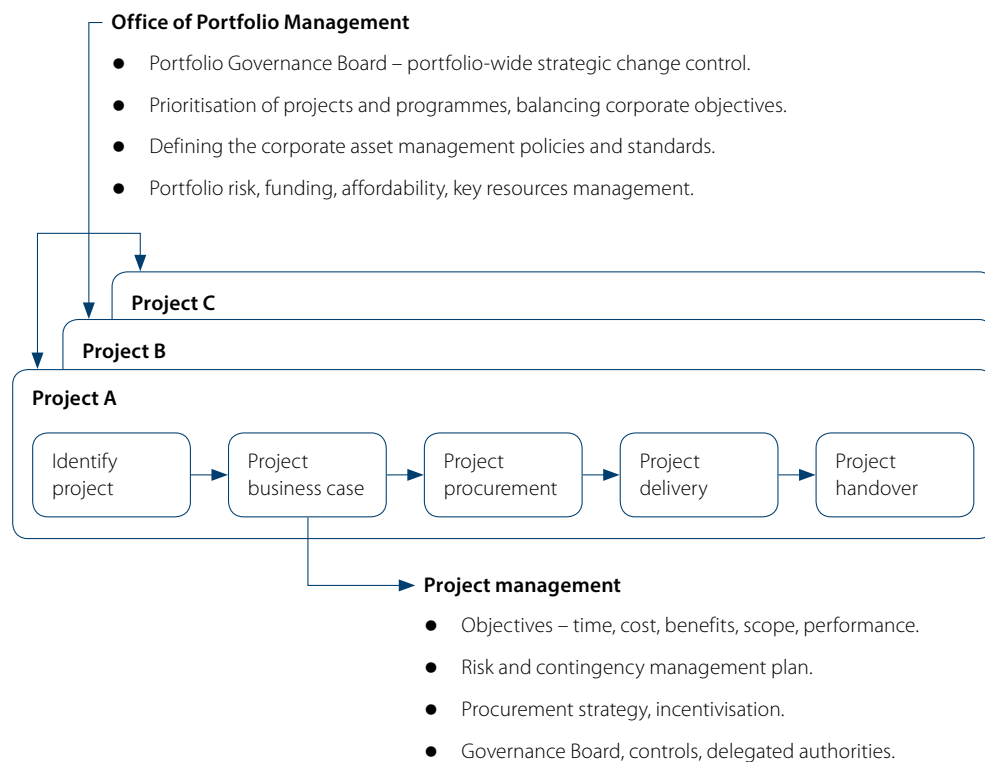 Office of Portfolio Management
● Portfolio Governance Board – portfolio-wide strategic change control.
● Prioritisation of projects and programmes, balancing corporate objectives.
● Defining the corporate asset management policies and standards.
● Portfolio risk, funding, affordability, key resources management.
Project C
Project B
Project A
Identify
project
Project
business case
Project
procurement
Project
delivery
Project
handover
Project management
● Objectives – time, cost, benefits, scope, performance.
● Risk and contingency management plan.
● Procurement strategy, incentivisation.
● Governance Board, controls, delegated authorities.